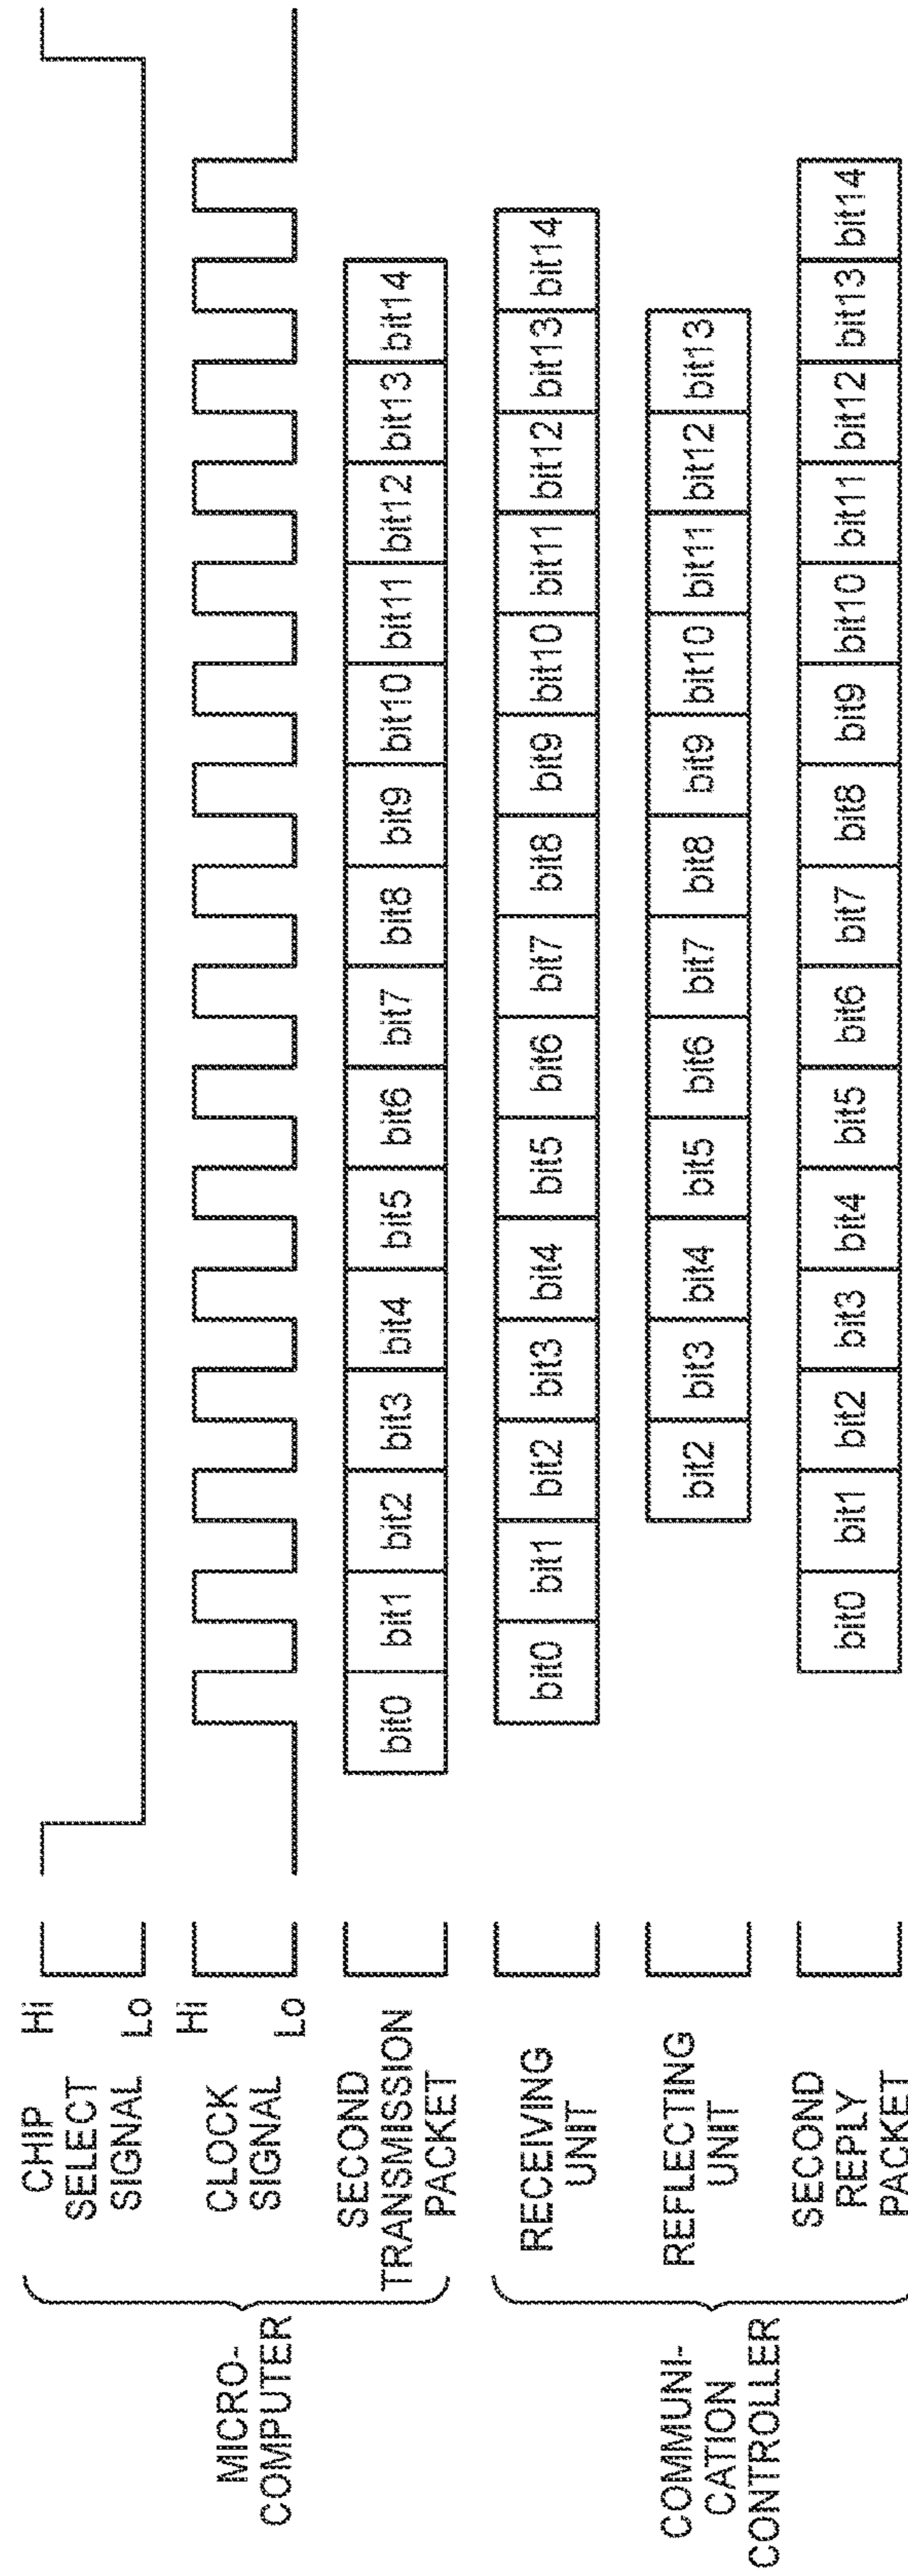 MICRO-
COMPUTER
CHIP
SELECT
SIGNAL
Hi
Lo
CLOCK
SIGNAL
Hi
Lo
SECOND
TRANSMISSION
PACKET
bit0 bit1 bit2 bit3 bit4 bit5 bit6 bit7 bit8 bit9 bit10 bit11 bit12 bit13 bit14
COMMUNI-
CATION
CONTROLLER
RECEIVING
UNIT
bit0 bit1 bit2 bit3 bit4 bit5 bit6 bit7 bit8 bit9 bit10 bit11 bit12 bit13 bit14
REFLECTING
UNIT
bit2 bit3 bit4 bit5 bit6 bit7 bit8 bit9 bit10 bit11 bit12 bit13
SECOND
REPLY
PACKET
bit0 bit1 bit2 bit3 bit4 bit5 bit6 bit7 bit8 bit9 bit10 bit11 bit12 bit13 bit14